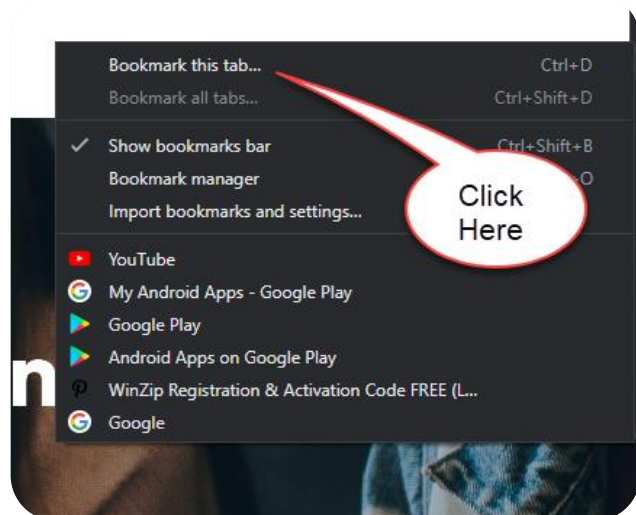 Bookmark this tab... Ctrl+D
Bookmark all tabs... Ctrl+Shift+D
Show bookmarks bar Ctrl+Shift+B
Bookmark manager O
Import bookmarks and settings...
Click
Here
YouTube
My Android Apps - Google Play
Google Play
Android Apps on Google Play
n
WinZip Registration & Activation Code FREE (L...
Google